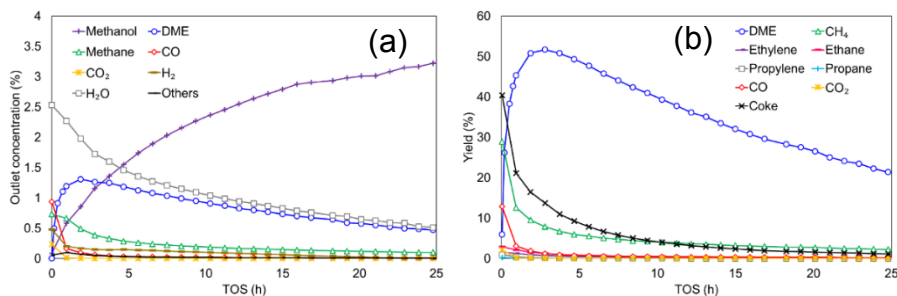 (a)
Methanol DME
Methane CO
CO₂ H₂
H₂O Others
Outlet concentration (%)
4
3.5
3
2.5
2
1.5
1
0.5
0
0 5 10 15 20 25
TOS (h)
(b)
DME CH₄
Ethylene Ethane
Propylene Propane
CO CO₂
Coke
Yield (%)
60
50
40
30
20
10
0
0 5 10 15 20 25
TOS (h)